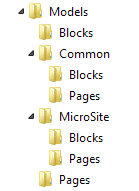 Models
Blocks
Common
Blocks
Pages
MicroSite
Blocks
Pages
Pages